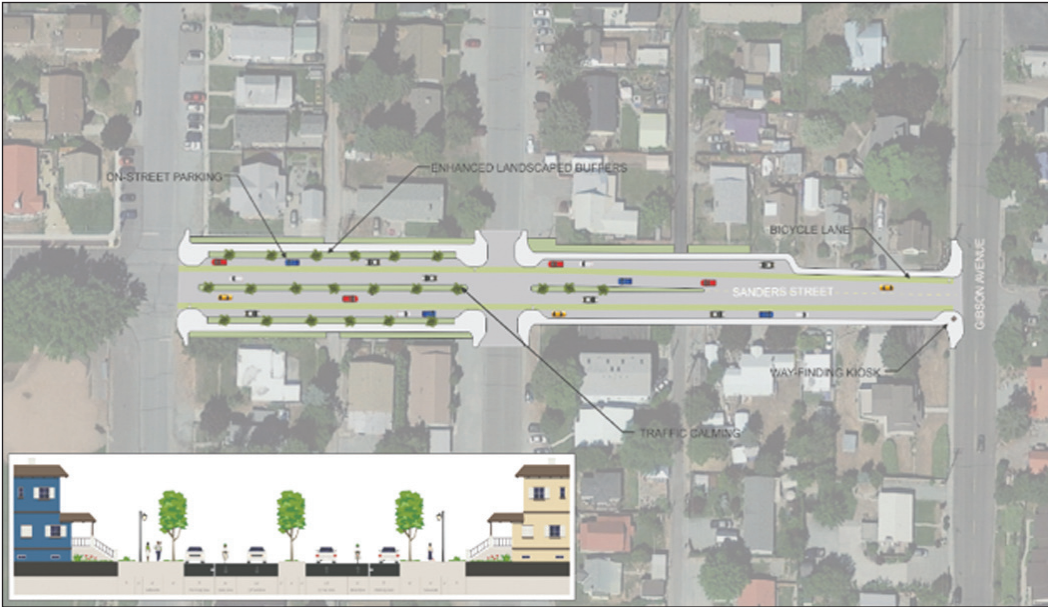 ENHANCED LANDSCAPED BUFFERS
ON-STREET PARKING
BICYCLE LANE
GIBSON AVENUE
SANDERS STREET
WAY-FINDING KIOSK
TRAFFIC CALMING